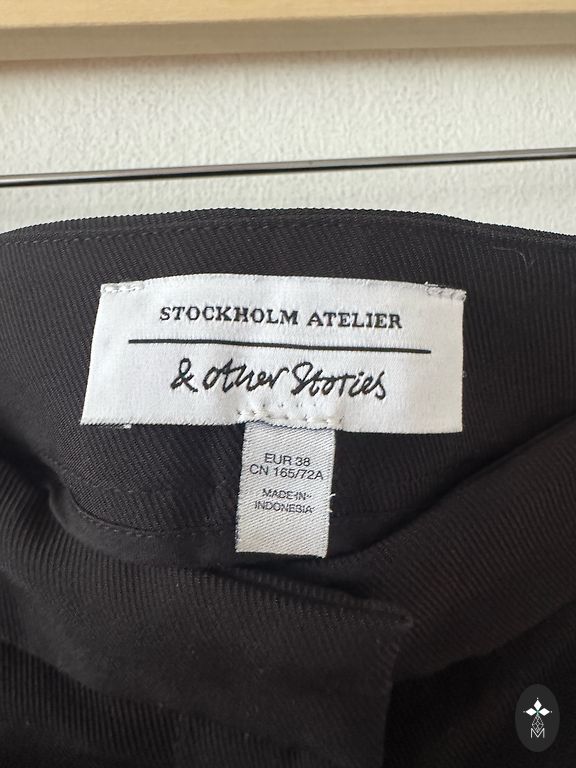 STOCKHOLM ATELIER
& other Stories
EUR 38
CN 165/72A
MADE IN
INDONESIA
M